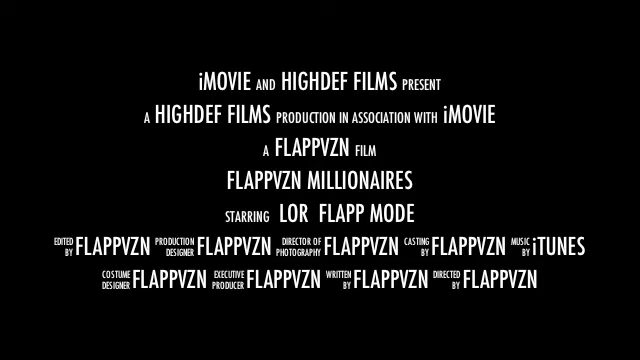 iMOVIE AND HIGHDEF FILMS PRESENT
A HIGHDEF FILMS PRODUCTION IN ASSOCIATION WITH iMOVIE
A FLAPPVZN FILM
FLAPPVZN MILLIONAIRES
STARRING LOR FLAPP MODE
EDITED BY FLAPPVZN PRODUCTION DESIGNER FLAPPVZN DIRECTOR OF PHOTOGRAPHY FLAPPVZN CASTING BY FLAPPVZN MUSIC BY iTUNES
COSTUME DESIGNER FLAPPVZN EXECUTIVE PRODUCER FLAPPVZN WRITTEN BY FLAPPVZN DIRECTED BY FLAPPVZN